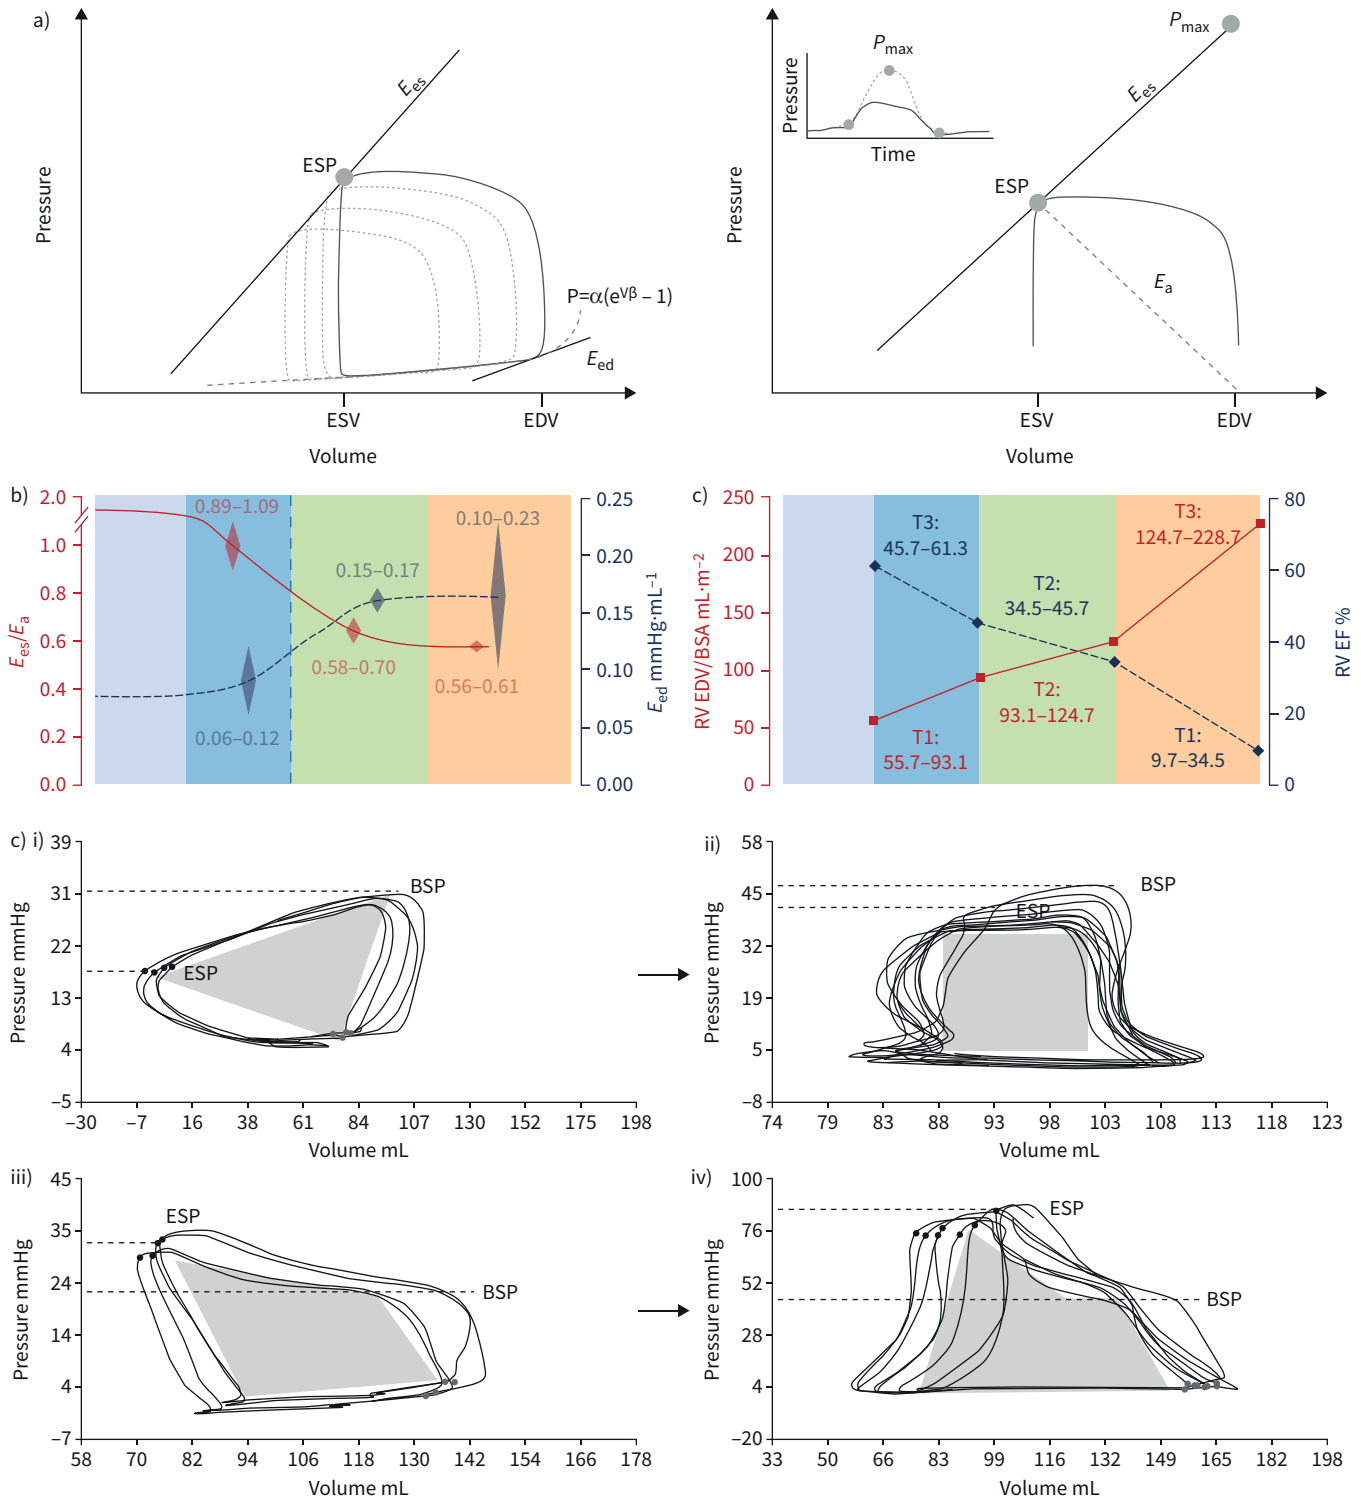 a)
Pressure
E_es
ESP
P=α(e^Vβ – 1)
E_ed
ESV
EDV
Volume
Pressure
P_max
E_es
P_max
Pressure
Time
ESP
E_a
ESV
EDV
Volume
b)
E_es/E_a
2.0
1.0
0.8
0.6
0.4
0.2
0.0
0.89–1.09
0.10–0.23
0.15–0.17
0.58–0.70
0.56–0.61
0.06–0.12
0.25
0.20
0.15
0.10
0.05
0.00
E_ed mmHg·mL⁻¹
c)
RV EDV/BSA mL·m⁻²
250
200
150
100
50
0
T3:
45.7–61.3
T2:
34.5–45.7
T3:
124.7–228.7
T1:
55.7–93.1
T2:
93.1–124.7
T1:
9.7–34.5
80
60
40
20
0
RV EF %
c) i)
Pressure mmHg
39
31
22
13
4
–5
BSP
ESP
–30 –7 16 38 61 84 107 130 152 175 198
Volume mL
ii)
Pressure mmHg
58
45
32
19
5
–8
BSP
ESP
74 79 83 88 93 98 103 108 113 118 123
Volume mL
iii)
Pressure mmHg
45
35
24
14
4
–7
ESP
BSP
58 70 82 94 106 118 130 142 154 166 178
Volume mL
iv)
Pressure mmHg
100
76
52
28
4
–20
ESP
BSP
33 50 66 83 99 116 132 149 165 182 198
Volume mL